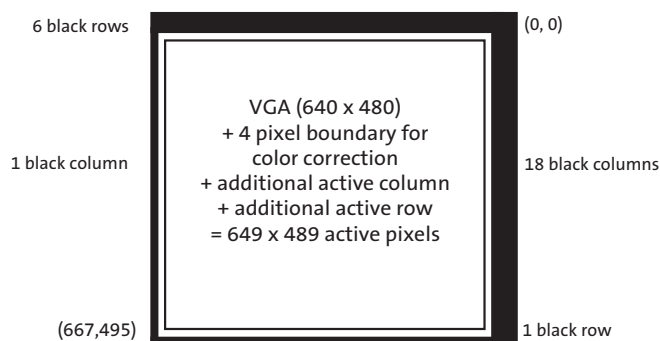 6 black rows
(0, 0)
VGA (640 x 480)
+ 4 pixel boundary for
color correction
+ additional active column
+ additional active row
= 649 x 489 active pixels
1 black column
18 black columns
(667,495)
1 black row